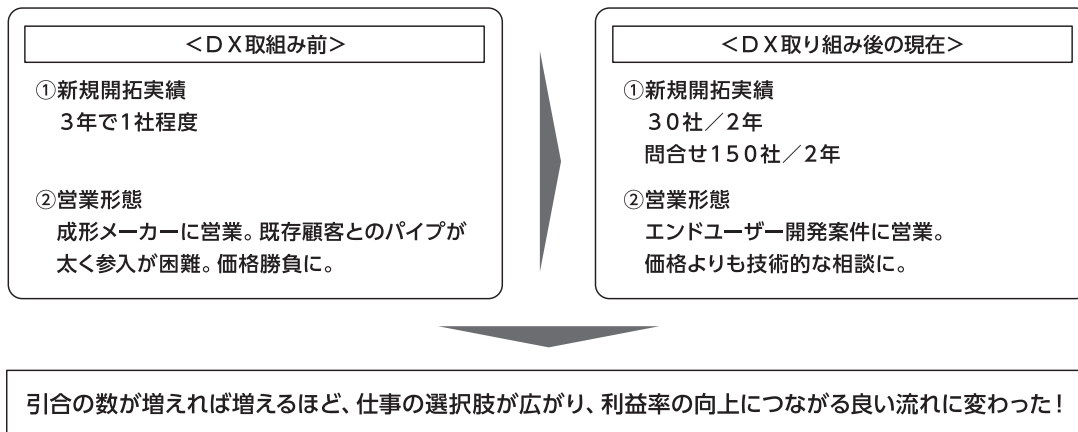 ＜ＤＸ取組み前＞
①新規開拓実績
３年で１社程度
②営業形態
成形メーカーに営業。既存顧客とのパイプが
太く参入が困難。価格勝負に。
＜ＤＸ取り組み後の現在＞
①新規開拓実績
３０社／２年
問合せ１５０社／２年
②営業形態
エンドユーザー開発案件に営業。
価格よりも技術的な相談に。
引合の数が増えれば増えるほど、仕事の選択肢が広がり、利益率の向上につながる良い流れに変わった！